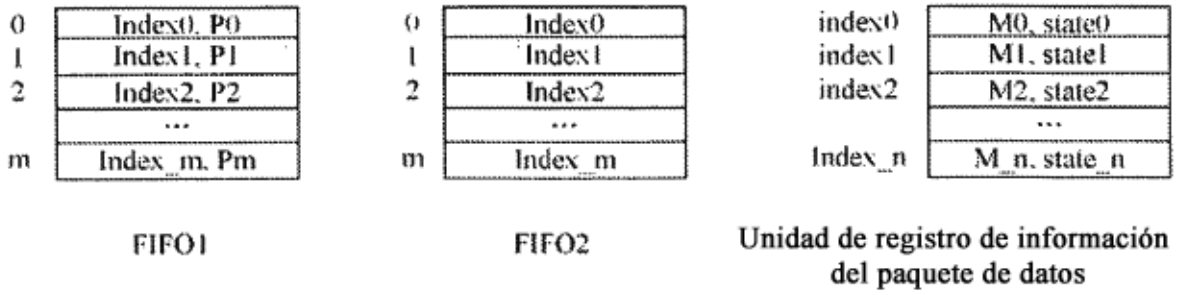 0 Index0, P0 0 Index0 index0 M0, state0
1 Index1, P1 1 Index1 index1 M1, state1
2 Index2, P2 2 Index2 index2 M2, state2
... ... ...
m Index_m, Pm m Index_m Index_n M_n, state_n
FIFO1 FIFO2 Unidad de registro de información
del paquete de datos